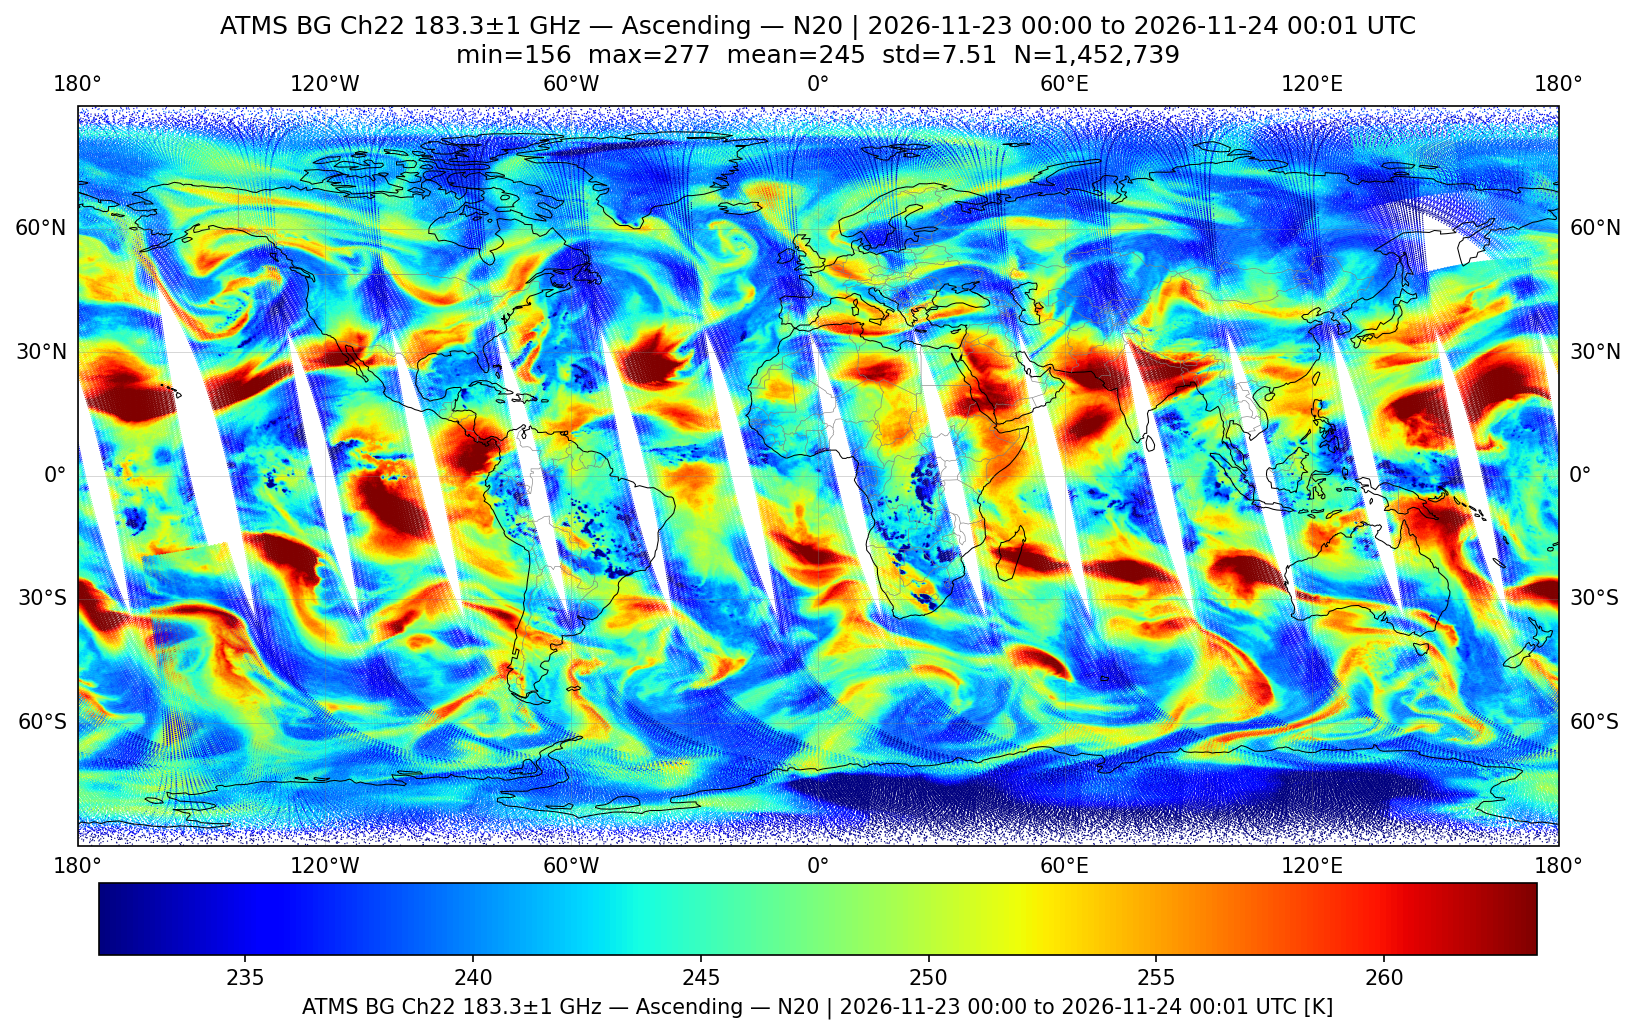 ATMS BG Ch22 183.3±1 GHz — Ascending — N20 | 2026-11-23 00:00 to 2026-11-24 00:01 UTC
min=156  max=277  mean=245  std=7.51  N=1,452,739
180° 120°W 60°W 0° 60°E 120°E 180°
60°N 60°N
30°N 30°N
0° 0°
30°S 30°S
60°S 60°S
180° 120°W 60°W 0° 60°E 120°E 180°
235 240 245 250 255 260
ATMS BG Ch22 183.3±1 GHz — Ascending — N20 | 2026-11-23 00:00 to 2026-11-24 00:01 UTC [K]